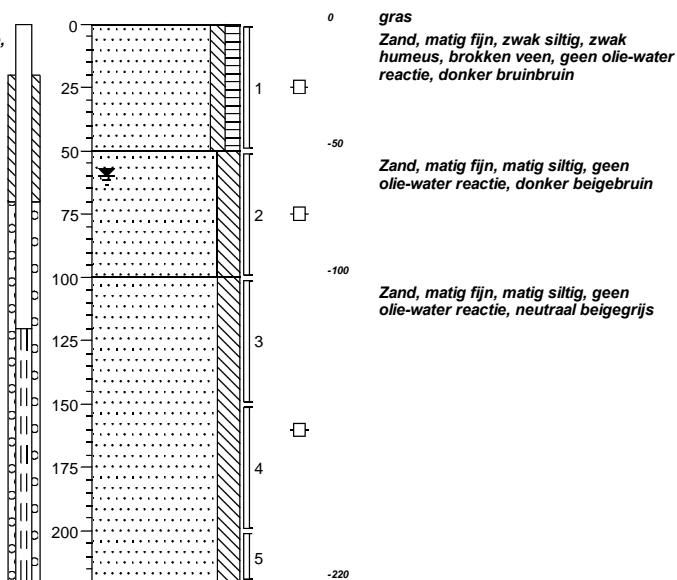 0
gras
0
Zand, matig fijn, zwak siltig, zwak
humeus, brokken veen, geen olie-water
reactie, donker bruinbruin
1
25
-50
50
Zand, matig fijn, matig siltig, geen
olie-water reactie, donker beigebruin
2
75
-100
100
Zand, matig fijn, matig siltig, geen
olie-water reactie, neutraal beigegrijs
3
125
150
4
175
200
5
-220